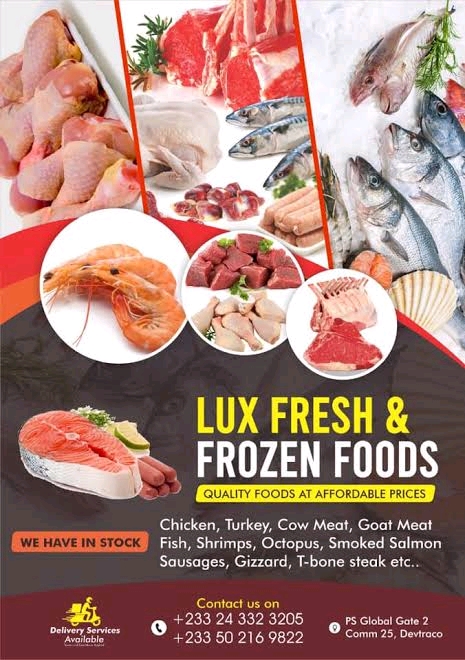 LUX FRESH &
FROZEN FOODS
QUALITY FOODS AT AFFORDABLE PRICES
WE HAVE IN STOCK
Chicken, Turkey, Cow Meat, Goat Meat
Fish, Shrimps, Octopus, Smoked Salmon
Sausages, Gizzard, T-bone steak etc..
Delivery Services
Available
Contact us on
+233 24 332 3205
+233 50 216 9822
PS Global Gate 2
Comm 25, Devtraco